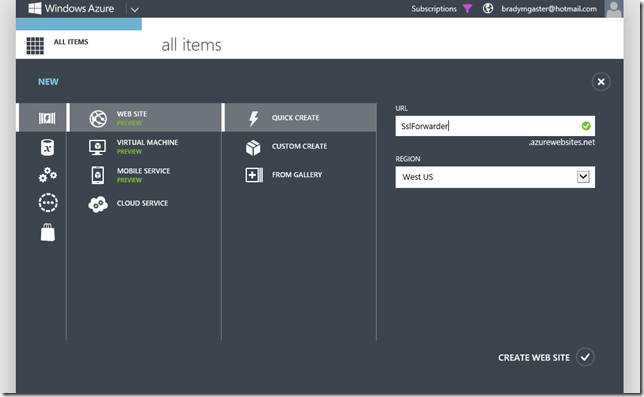 Windows Azure
Subscriptions
bradymgaster@hotmail.com
ALL ITEMS
all items
NEW
WEB SITE
PREVIEW
VIRTUAL MACHINE
PREVIEW
MOBILE SERVICE
PREVIEW
CLOUD SERVICE
QUICK CREATE
CUSTOM CREATE
FROM GALLERY
URL
SslForwarder
.azurewebsites.net
REGION
West US
CREATE WEB SITE